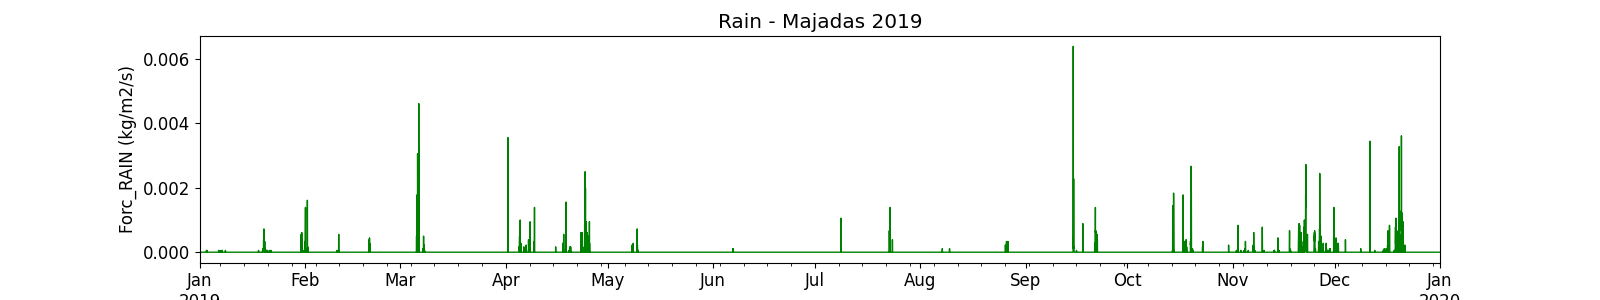 Rain - Majadas 2019
Forc_RAIN (kg/m2/s)
0.006
0.004
0.002
0.000
Jan Feb Mar Apr May Jun Jul Aug Sep Oct Nov Dec Jan
2019 2020